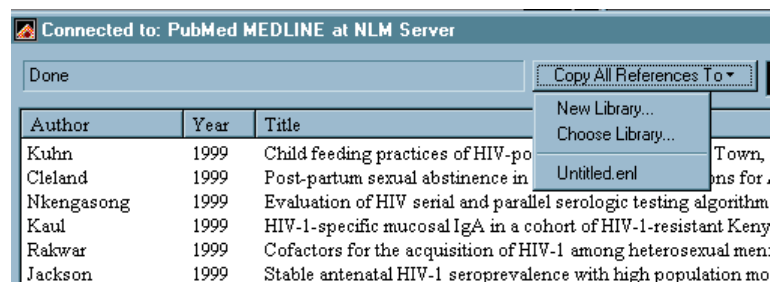 Connected to: PubMed MEDLINE at NLM Server
Done
Copy All References To
New Library...
Choose Library...
Untitled.enl
Author Year Title
Kuhn 1999 Child feeding practices of HIV-po Town,
Cleland 1999 Post-partum sexual abstinence in ns for
Nkengasong 1999 Evaluation of HIV serial and parallel serologic testing algorithm
Kaul 1999 HIV-1-specific mucosal IgA in a cohort of HIV-1-resistant Keny
Rakwar 1999 Cofactors for the acquisition of HIV-1 among heterosexual men
Jackson 1999 Stable antenatal HIV-1 seroprevalence with high population mo